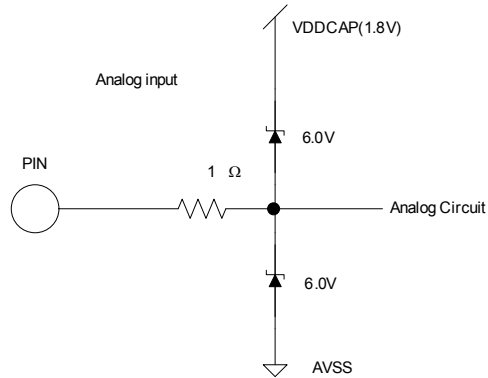 VDDCAP(1.8V)
Analog input
6.0V
PIN
1 Ω
Analog Circuit
6.0V
AVSS